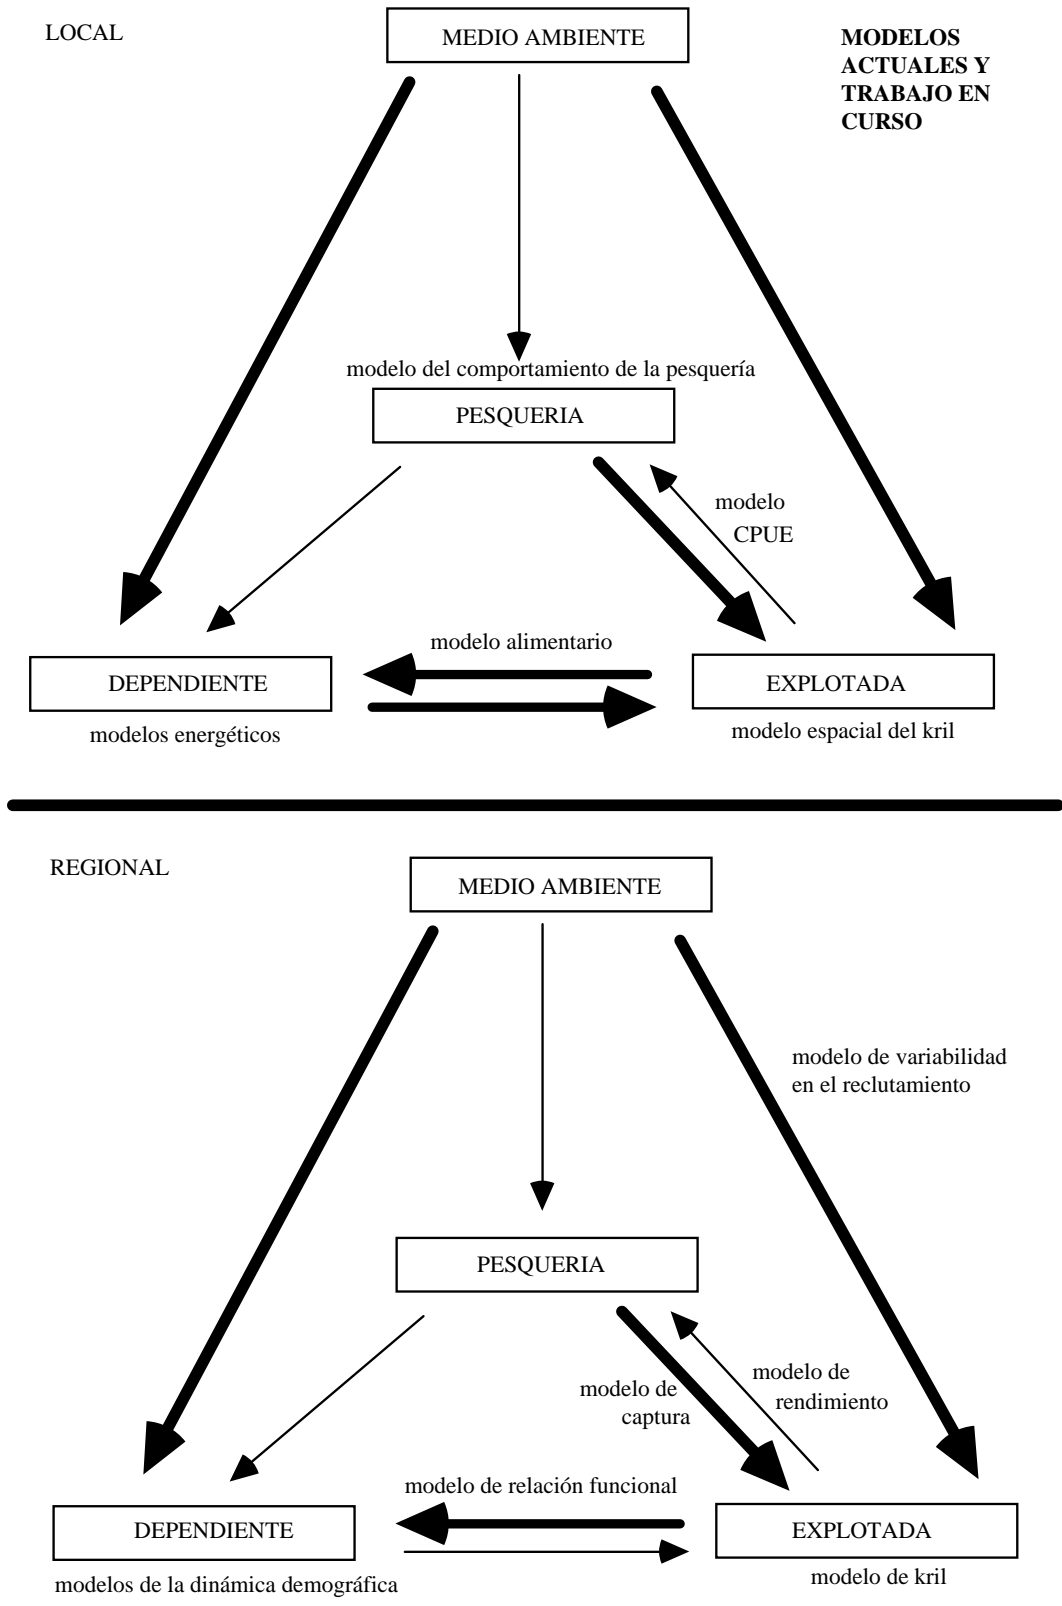 LOCAL
MEDIO AMBIENTE
MODELOS
ACTUALES Y
TRABAJO EN
CURSO
modelo del comportamiento de la pesquería
PESQUERIA
modelo
CPUE
modelo alimentario
DEPENDIENTE
EXPLOTADA
modelos energéticos
modelo espacial del kril
REGIONAL
MEDIO AMBIENTE
modelo de variabilidad
en el reclutamiento
PESQUERIA
modelo de
captura
modelo de
rendimiento
modelo de relación funcional
DEPENDIENTE
EXPLOTADA
modelos de la dinámica demográfica
modelo de kril